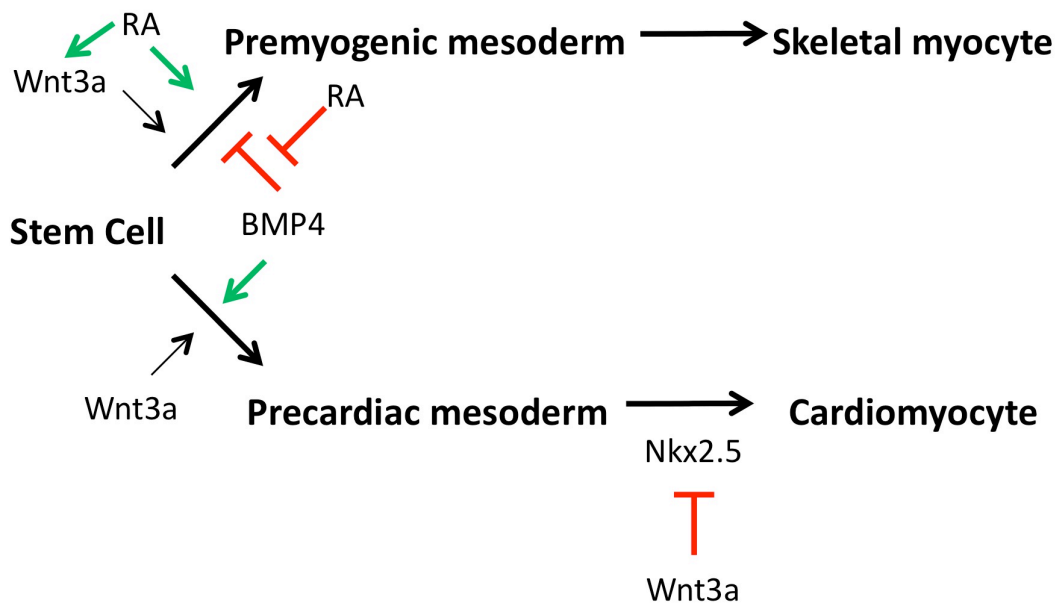 RA
Premyogenic mesoderm
Skeletal myocyte
Wnt3a
RA
BMP4
Stem Cell
Wnt3a
Precardiac mesoderm
Cardiomyocyte
Nkx2.5
Wnt3a